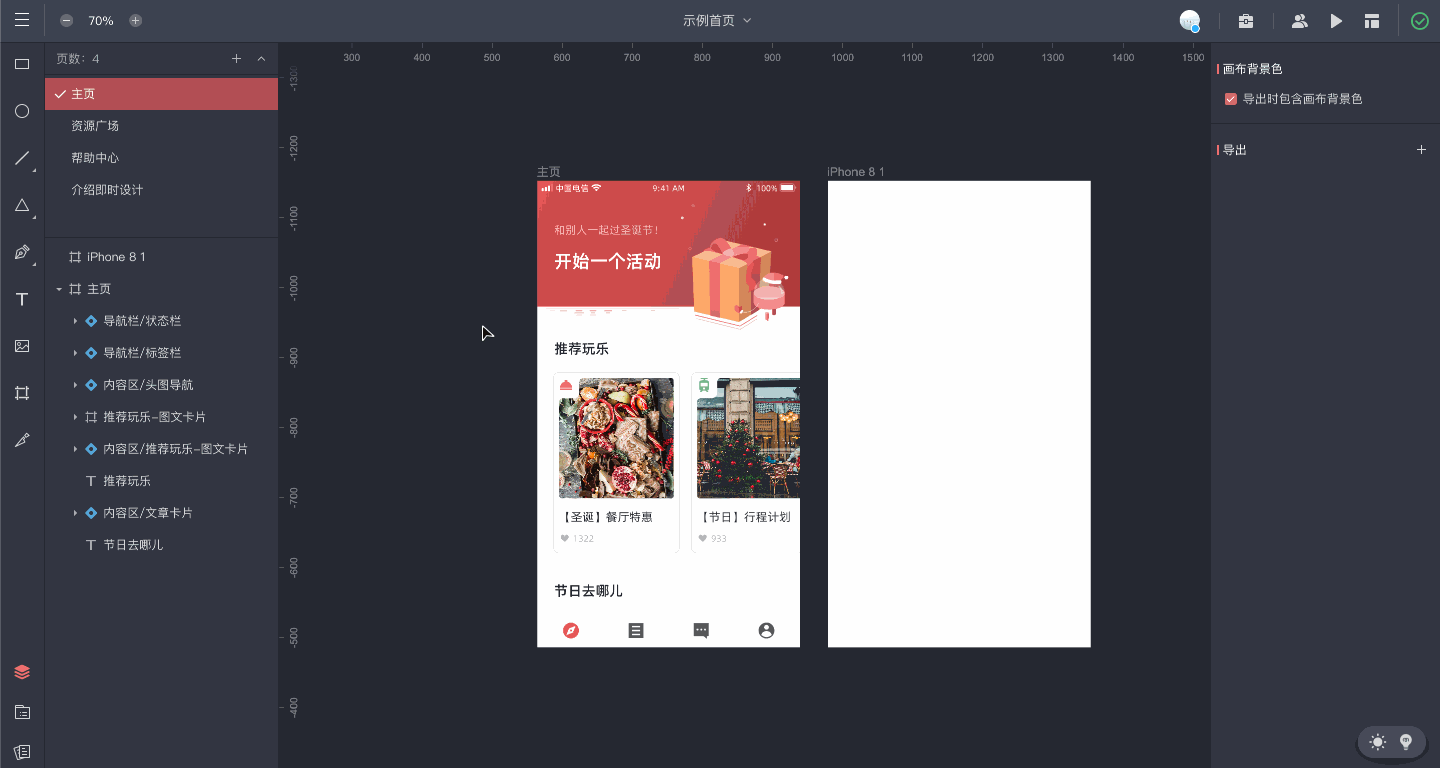 70%
示例首页
页数: 4
主页
资源广场
帮助中心
介绍即时设计
iPhone 8 1
主页
导航栏/状态栏
导航栏/标签栏
内容区/头图导航
推荐玩乐-图文卡片
内容区/推荐玩乐-图文卡片
T 推荐玩乐
内容区/文章卡片
T 节日去哪儿
300 400 500 600 700 800 900 1000 1100 1200 1300 1400 1500
-1300
-1200
-1100
-1000
-900
-800
-700
-600
-500
-400
主页
中国电信 9:41 AM 100%
和别人一起过圣诞节!
开始一个活动
推荐玩乐
【圣诞】餐厅特惠
1322
【节日】行程计划
933
节日去哪儿
iPhone 8 1
画布背景色
导出时包含画布背景色
导出